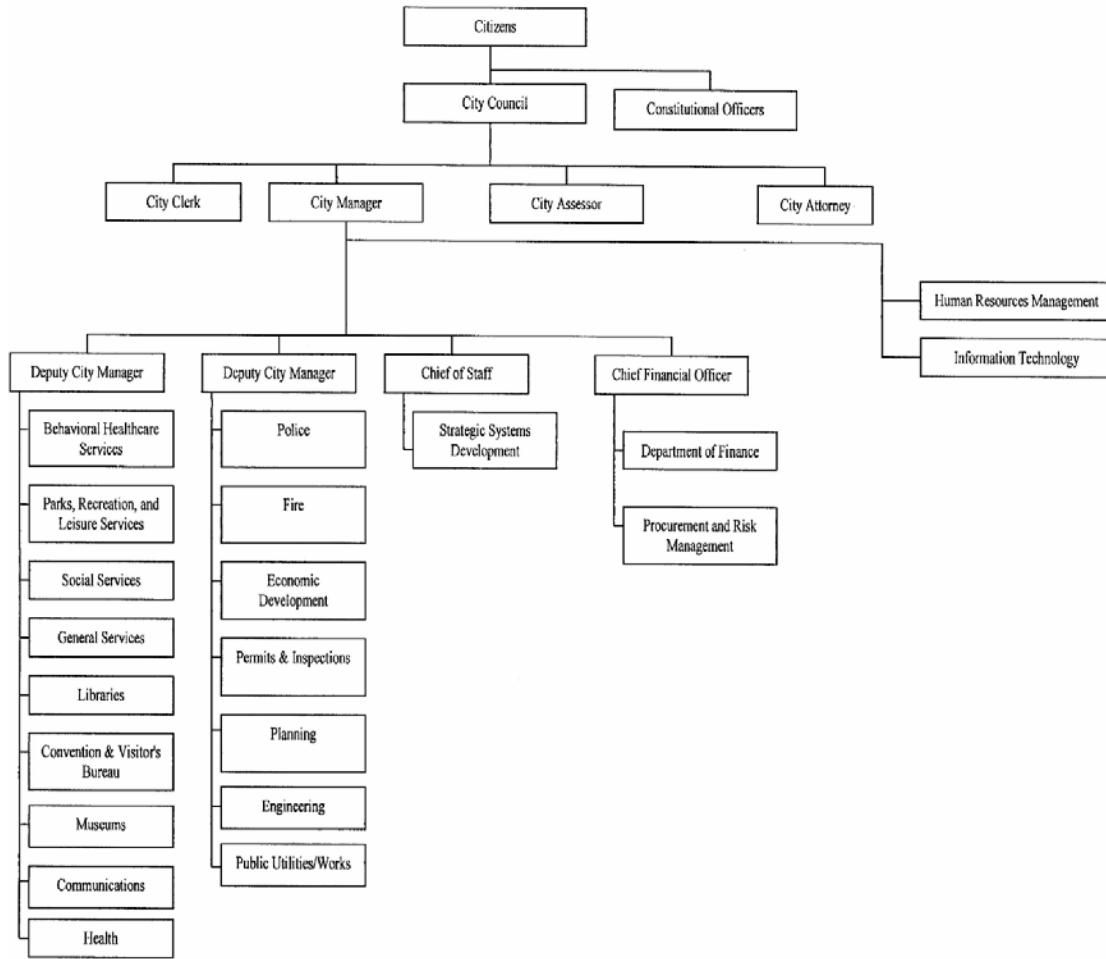 Citizens
City Council
Constitutional Officers
City Clerk
City Manager
City Assessor
City Attorney
Human Resources Management
Information Technology
Deputy City Manager
Deputy City Manager
Chief of Staff
Chief Financial Officer
Behavioral Healthcare
Services
Parks, Recreation, and
Leisure Services
Social Services
General Services
Libraries
Convention & Visitor's
Bureau
Museums
Communications
Health
Police
Fire
Economic
Development
Permits & Inspections
Planning
Engineering
Public Utilities/Works
Strategic Systems
Development
Department of Finance
Procurement and Risk
Management